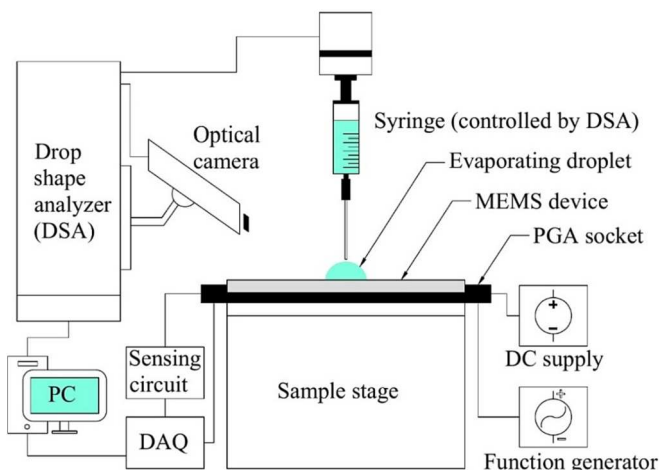 Syringe (controlled by DSA)
Optical
camera
Drop
shape
analyzer
(DSA)
Evaporating droplet
MEMS device
PGA socket
DC supply
Sensing
circuit
Sample stage
PC
DAQ
Function generator